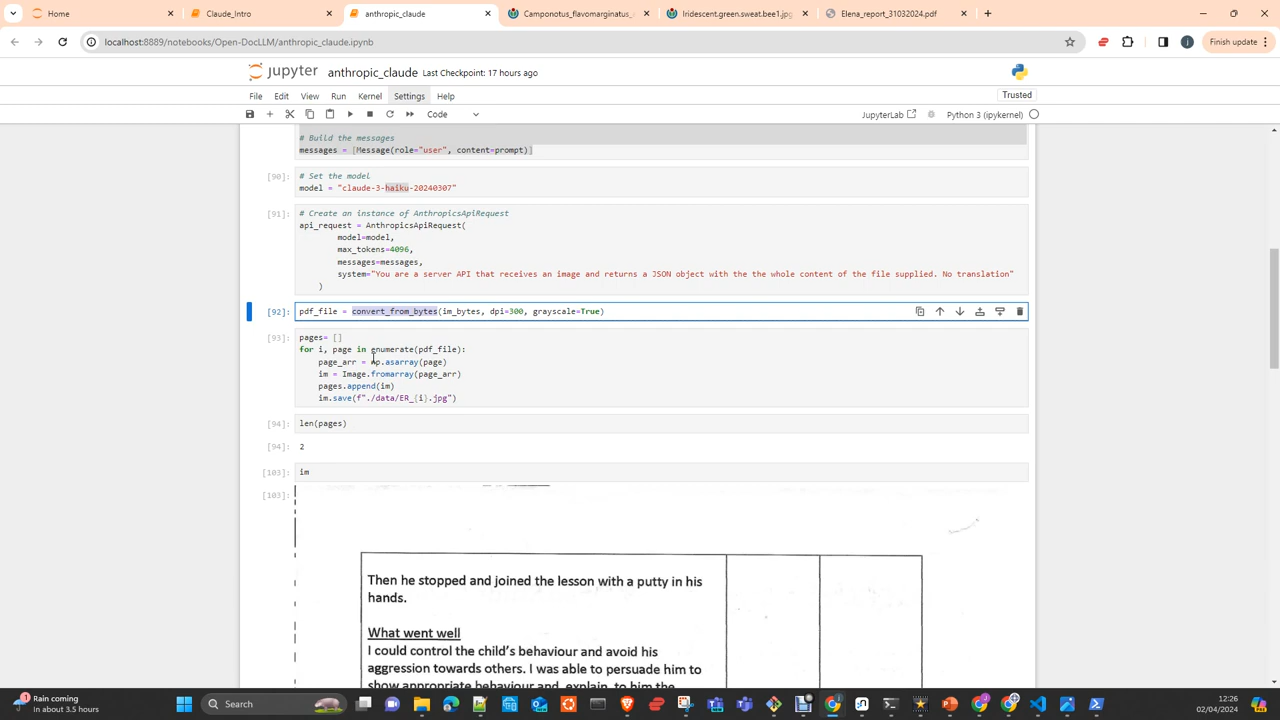 Home
Claude_Intro
anthropic_claude
Camponotus_flavomarginatus_
Iridescent.green.sweat.bee1.jpg
Elena_report_31032024.pdf
localhost:8889/notebooks/Open-DocLLM/anthropic_claude.ipynb
Finish update
jupyter anthropic_claude Last Checkpoint: 17 hours ago
File Edit View Run Kernel Settings Help
Trusted
Code
JupyterLab
Python 3 (ipykernel)
# Build the messages
messages = [Message(role="user", content=prompt)]
[90]: # Set the model
model = "claude-3-haiku-20240307"
[91]: # Create an instance of AnthropicsApiRequest
api_request = AnthropicsApiRequest(
model=model,
max_tokens=4096,
messages=messages,
system="You are a server API that receives an image and returns a JSON object with the the whole content of the file supplied. No translation"
)
[92]: pdf_file = convert_from_bytes(im_bytes, dpi=300, grayscale=True)
[93]: pages= []
for i, page in enumerate(pdf_file):
page_arr = np.asarray(page)
im = Image.fromarray(page_arr)
pages.append(im)
im.save(f"./data/ER_{i}.jpg")
[94]: len(pages)
[94]: 2
[103]: im
[103]:
Then he stopped and joined the lesson with a putty in his
hands.
What went well
I could control the child's behaviour and avoid his
aggression towards others. I was able to persuade him to
show appropriate behaviour and explain to him the
Rain coming
In about 3.5 hours
Search
12:26
02/04/2024